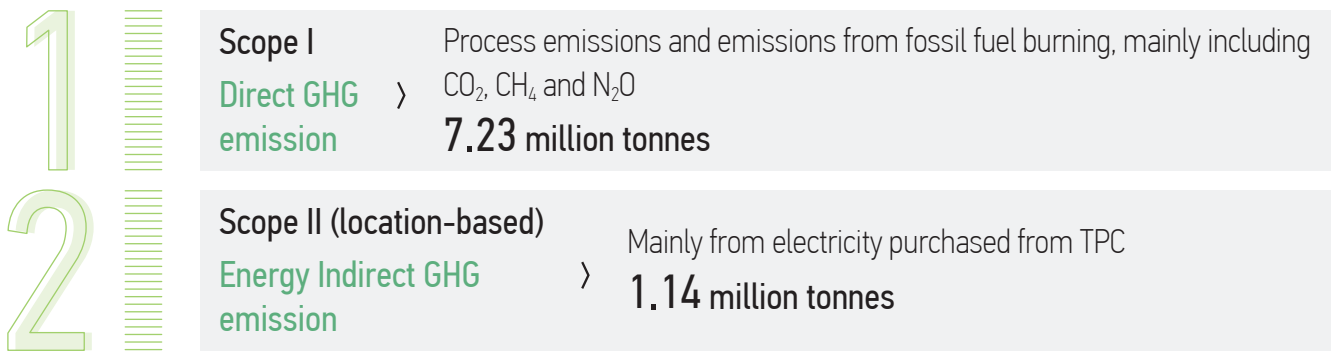 1
Scope I
Direct GHG
emission
〉
Process emissions and emissions from fossil fuel burning, mainly including
CO₂, CH₄ and N₂O
7.23 million tonnes
2
Scope II (location-based)
Energy Indirect GHG
emission
〉
Mainly from electricity purchased from TPC
1.14 million tonnes